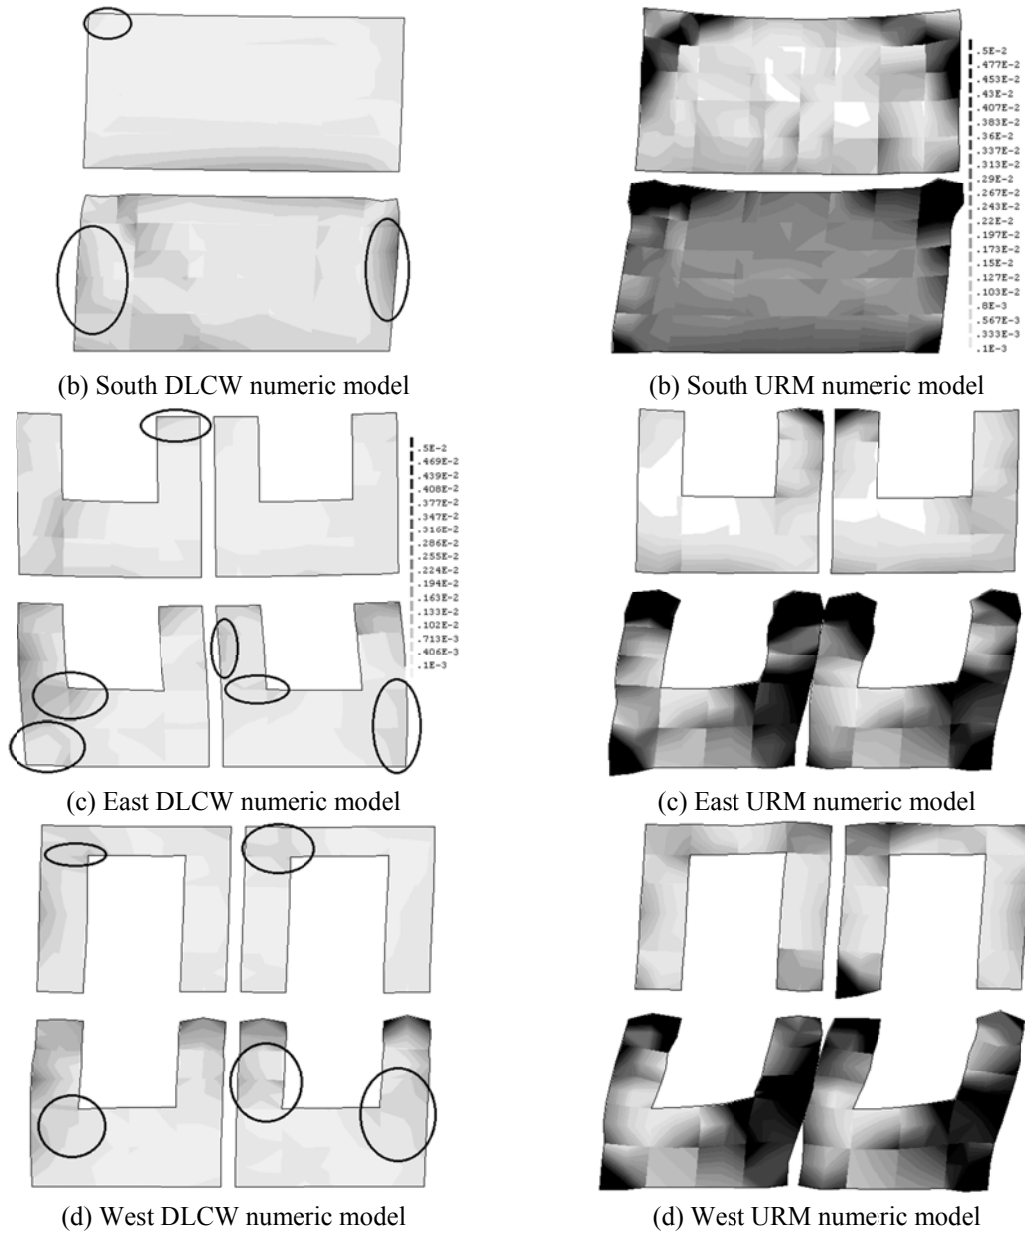 .5E-2
.477E-2
.453E-2
.43E-2
.407E-2
.383E-2
.36E-2
.337E-2
.313E-2
.29E-2
.267E-2
.243E-2
.22E-2
.197E-2
.173E-2
.15E-2
.127E-2
.103E-2
.8E-3
.567E-3
.333E-3
.1E-3
(b) South DLCW numeric model
(b) South URM numeric model
.5E-2
.469E-2
.439E-2
.408E-2
.377E-2
.347E-2
.316E-2
.286E-2
.255E-2
.224E-2
.194E-2
.163E-2
.133E-2
.102E-2
.713E-3
.406E-3
.1E-3
(c) East DLCW numeric model
(c) East URM numeric model
(d) West DLCW numeric model
(d) West URM numeric model